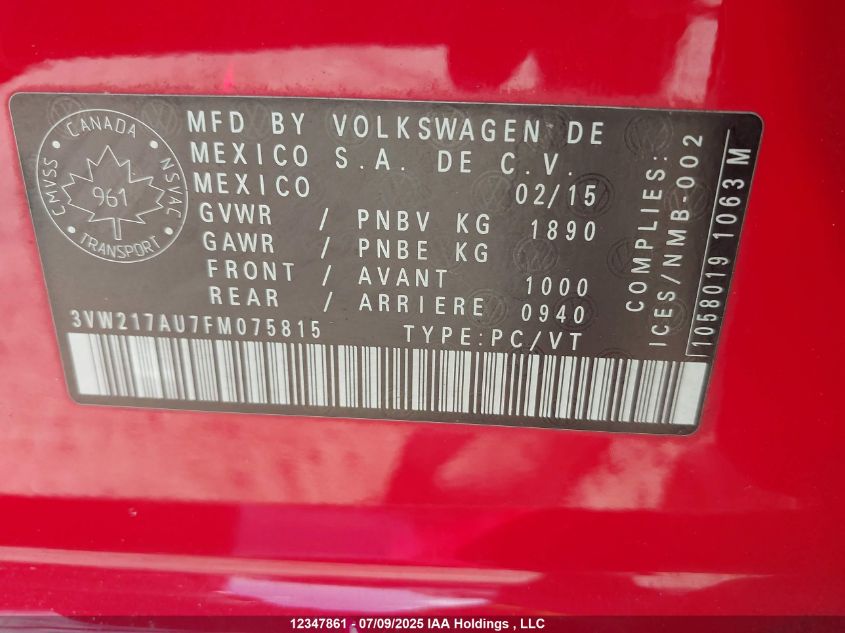 CANADA
CMVSS
NSVAC
961
TRANSPORT
MFD BY VOLKSWAGEN DE
MEXICO S.A. DE C.V.
MEXICO 02/15
GVWR / PNBV KG 1890
GAWR / PNBE KG
FRONT / AVANT 1000
REAR / ARRIERE 0940
3VW217AU7FM075815 TYPE:PC/VT
COMPLIES:
ICES/NMB-002
1058019 1063 M
12347861 - 07/09/2025 IAA Holdings , LLC